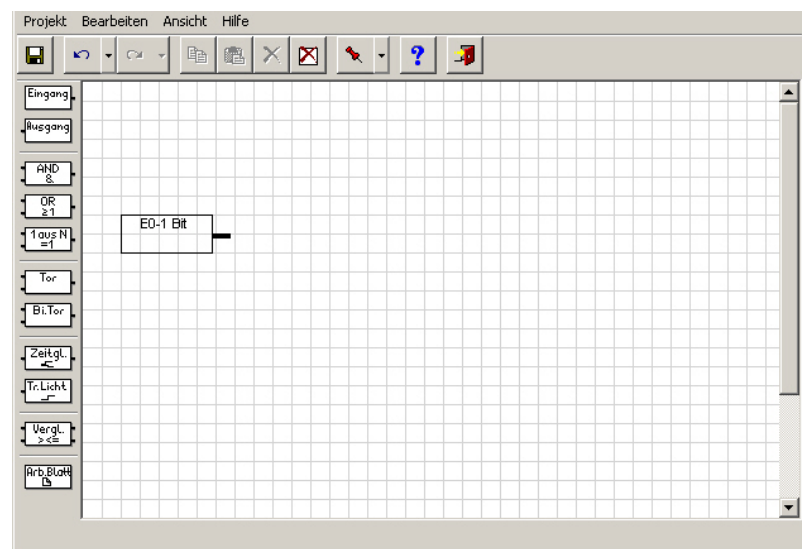 Projekt Bearbeiten Ansicht Hilfe
?
Eingang
Ausgang
AND
&
OR
≥1
1 aus N
=1
Tor
Bi.Tor
Zeitgl.
Tr.Licht
Vergl.
><=
Arb.Blatt
E0-1 Bit